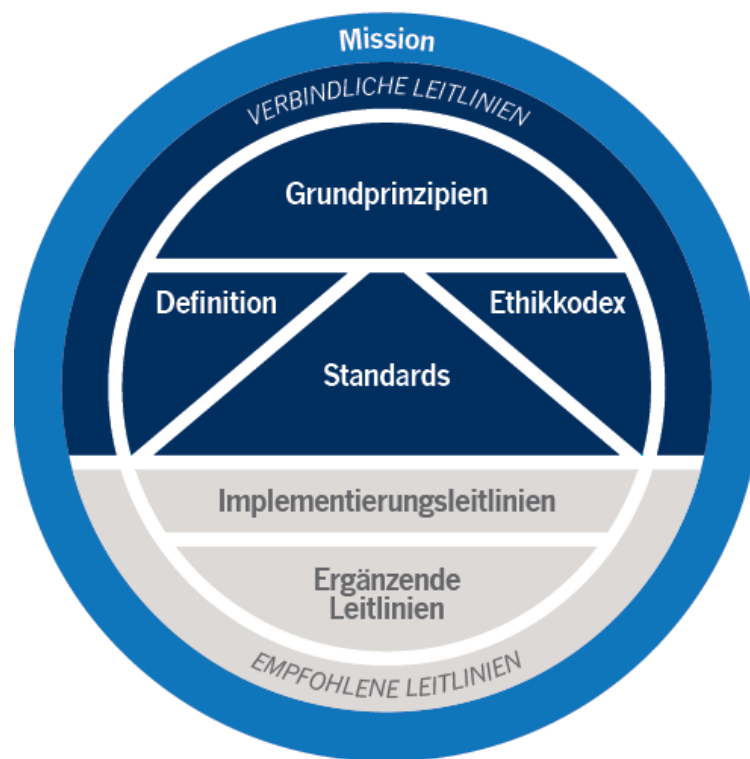 Mission
VERBINDLICHE LEITLINIEN
Grundprinzipien
Definition
Ethikkodex
Standards
Implementierungsleitlinien
Ergänzende
Leitlinien
EMPFOHLENE LEITLINIEN